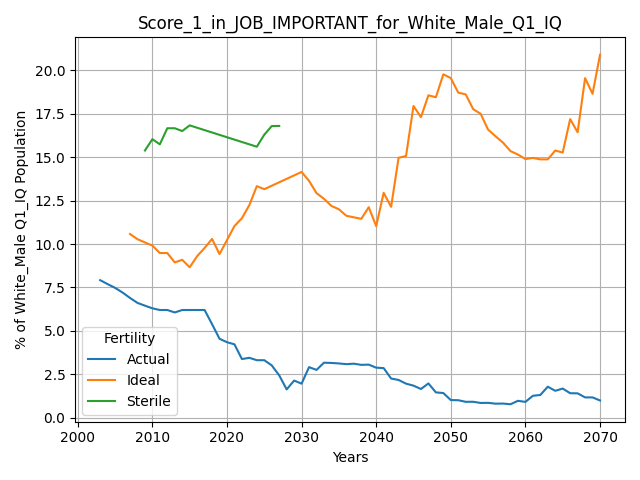 Score_1_in_JOB_IMPORTANT_for_White_Male_Q1_IQ
% of White_Male Q1_IQ Population
20.0
17.5
15.0
12.5
10.0
7.5
5.0
2.5
0.0
Fertility
Actual
Ideal
Sterile
2000
2010
2020
2030
2040
2050
2060
2070
Years